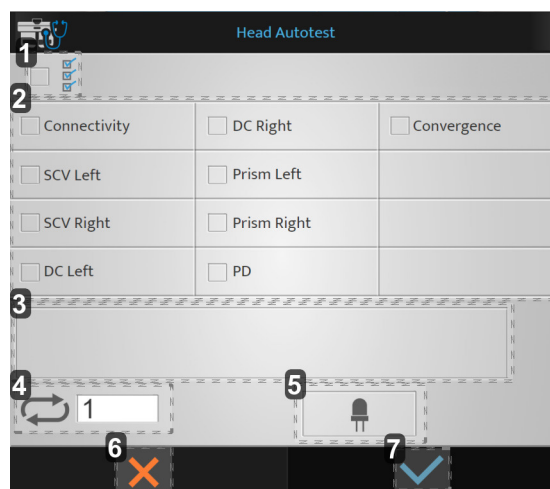 Head Autotest
1
2
Connectivity DC Right Convergence
SCV Left Prism Left
SCV Right Prism Right
DC Left PD
3
4 5
1
6 7